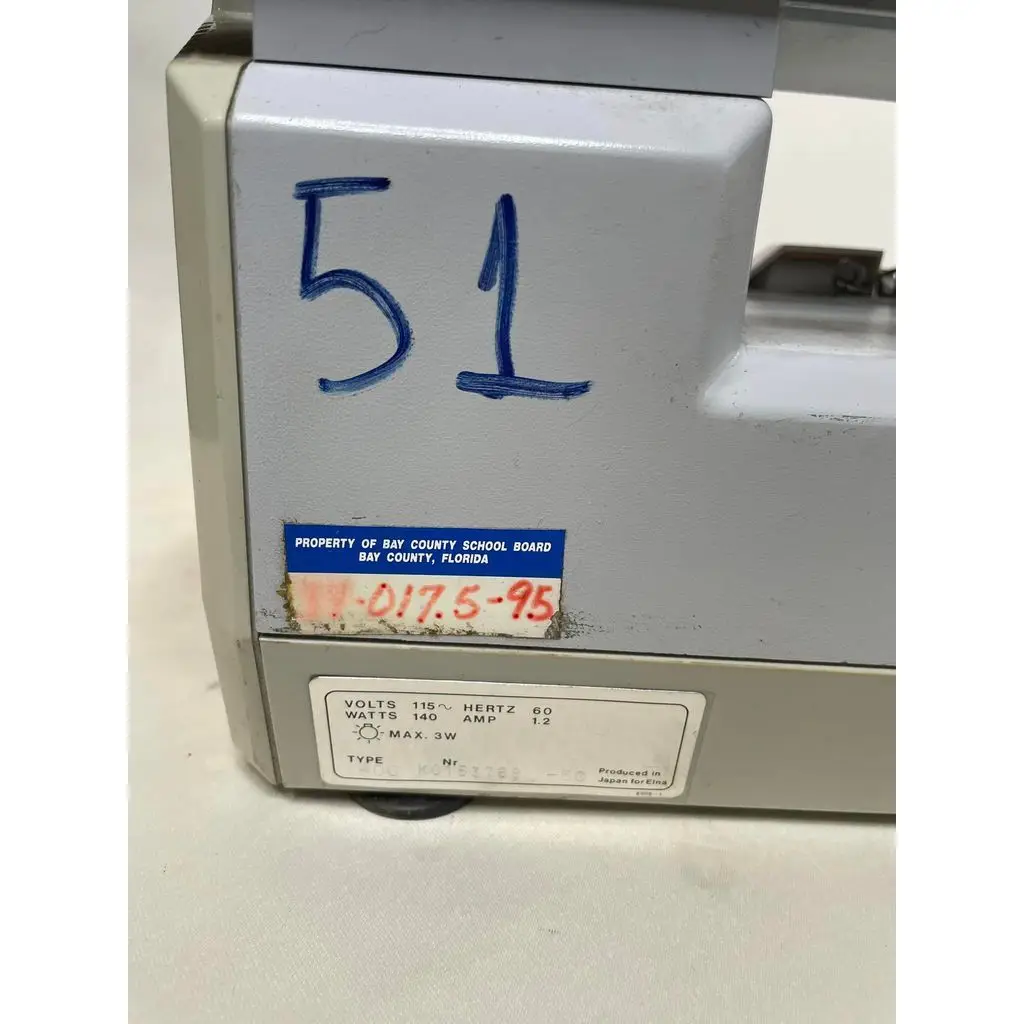 51
PROPERTY OF BAY COUNTY SCHOOL BOARD
BAY COUNTY, FLORIDA
-017.5-95
VOLTS 115~ HERTZ 60
WATTS 140 AMP 1.2
MAX. 3W
TYPE Nr
Produced in
Japan for Elna